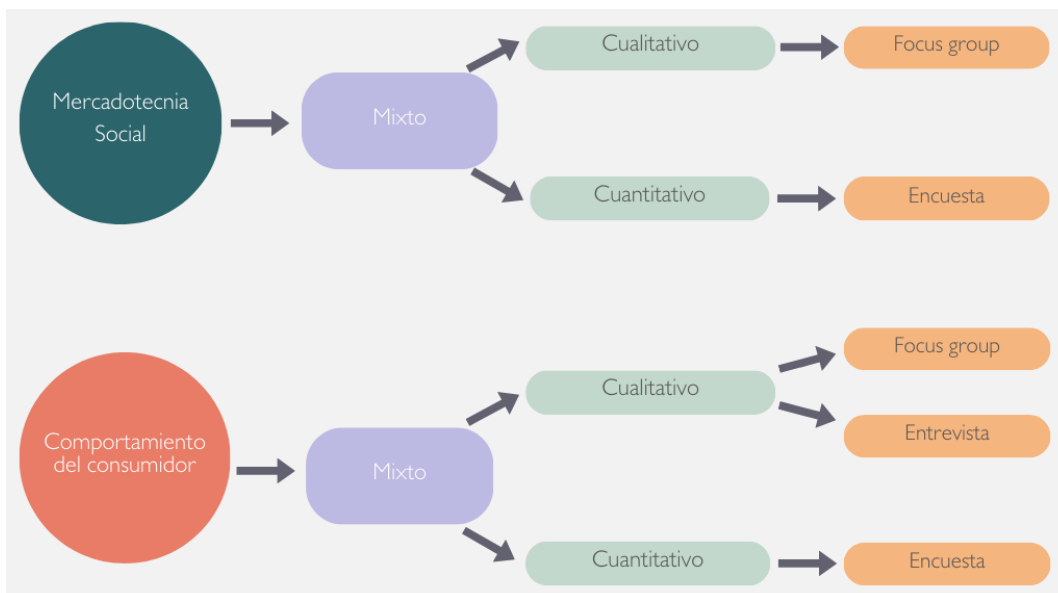 Mercadotecnia
Social
Mixto
Cualitativo
Focus group
Cuantitativo
Encuesta
Comportamiento
del consumidor
Mixto
Cualitativo
Focus group
Entrevista
Cuantitativo
Encuesta